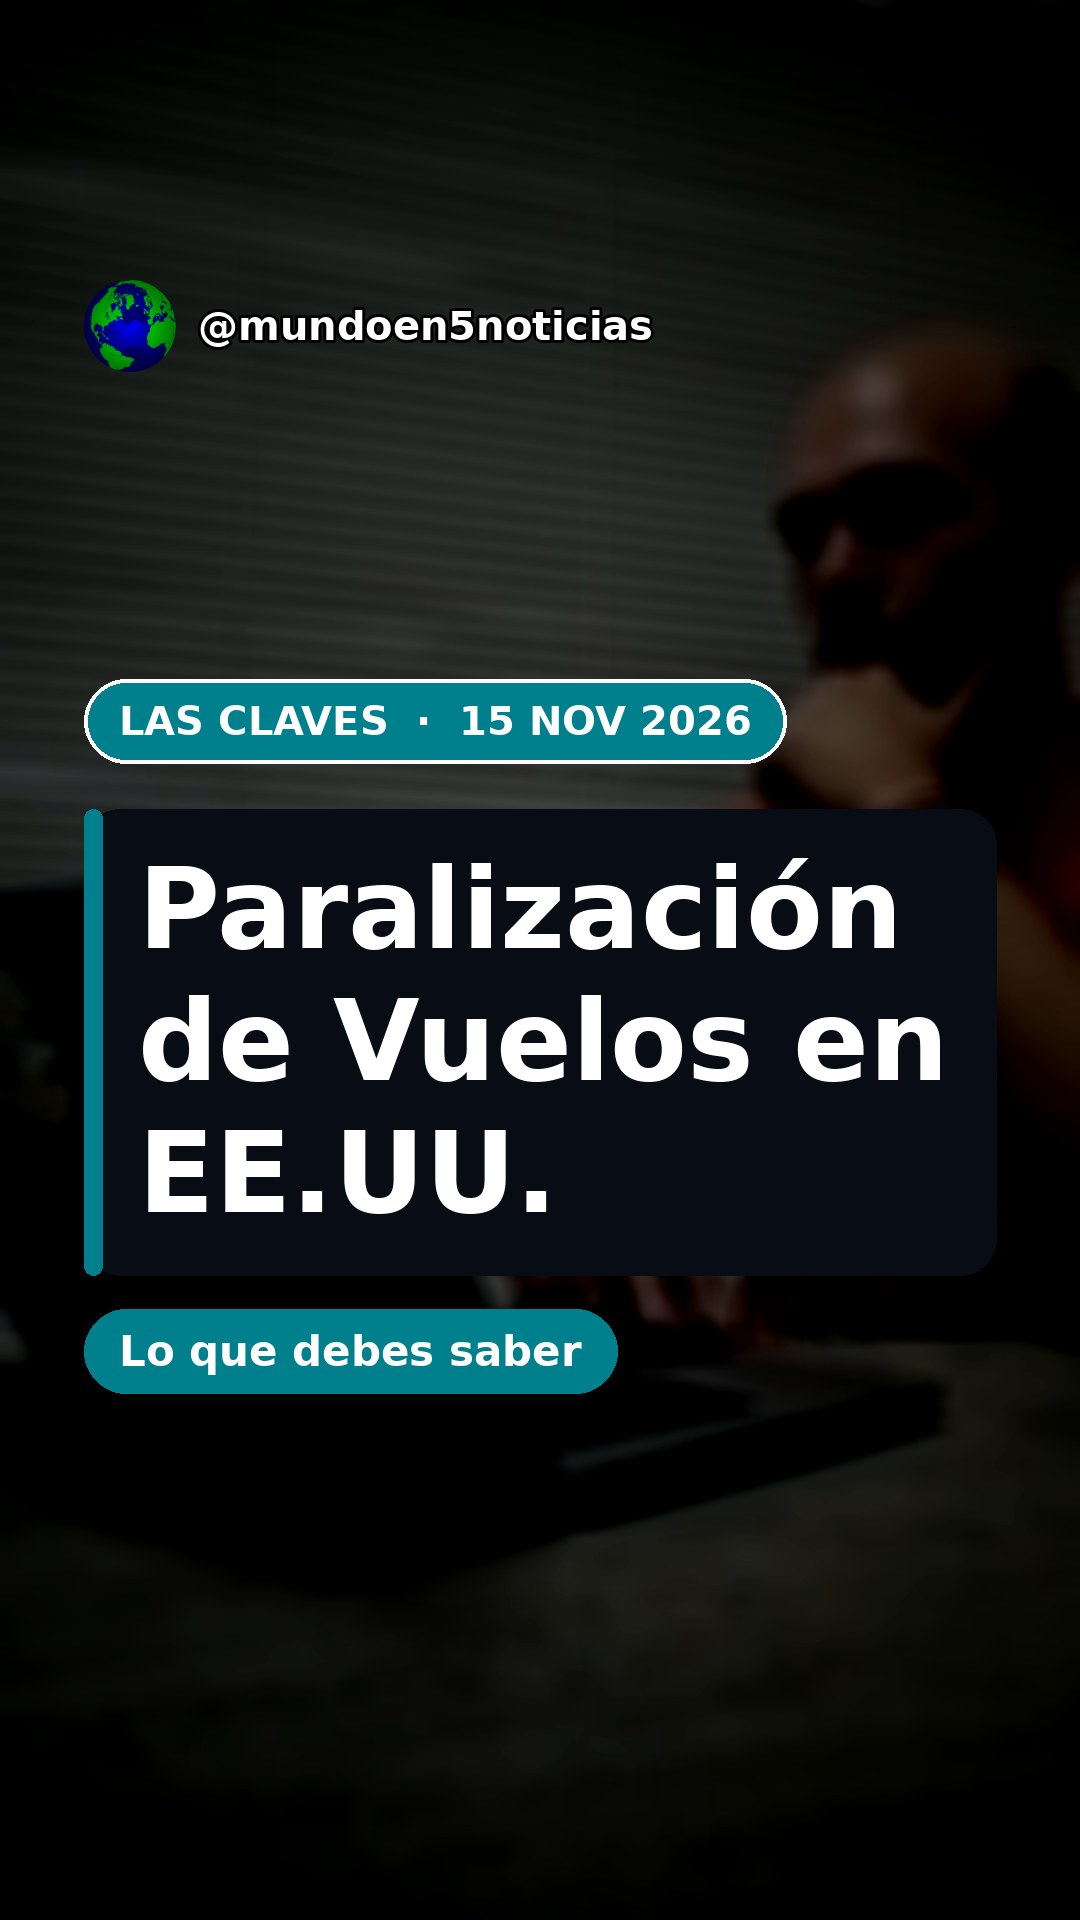 @mundoen5noticias
LAS CLAVES · 15 NOV 2026
Paralización
de Vuelos en
EE.UU.
Lo que debes saber